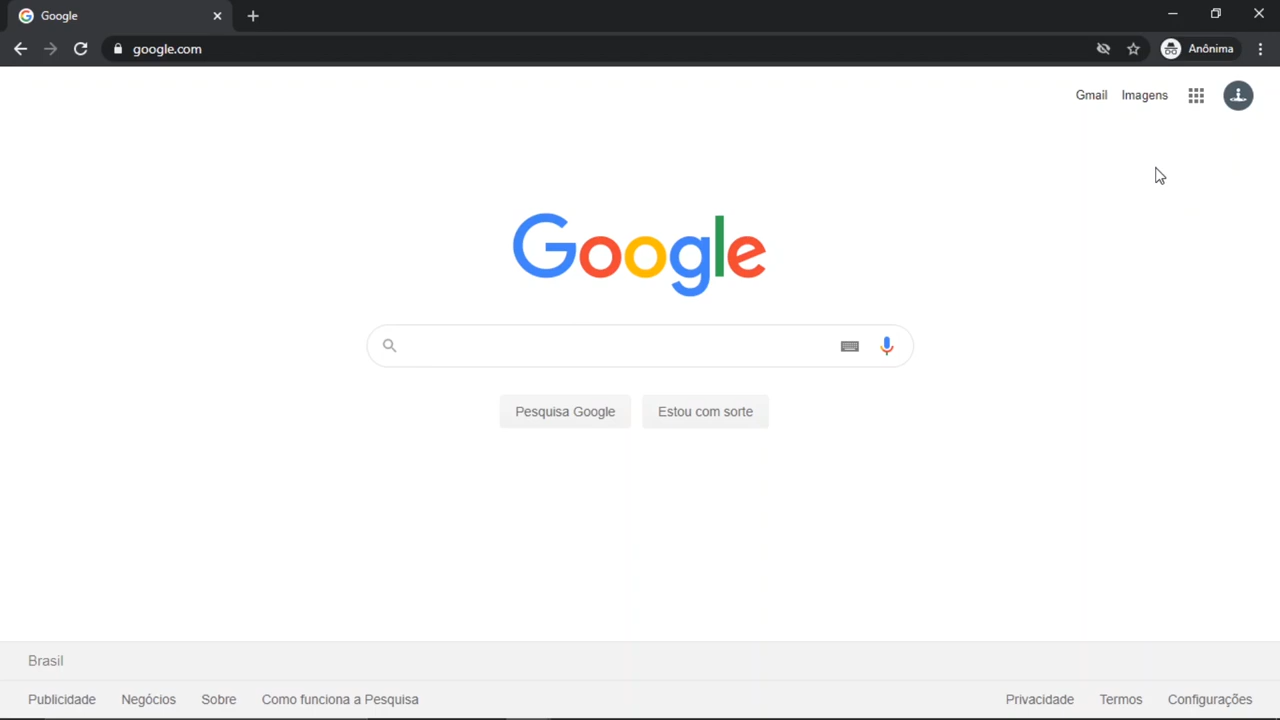 Google
google.com
Anônima
Gmail Imagens
Google
Pesquisa Google Estou com sorte
Brasil
Publicidade Negócios Sobre Como funciona a Pesquisa Privacidade Termos Configurações